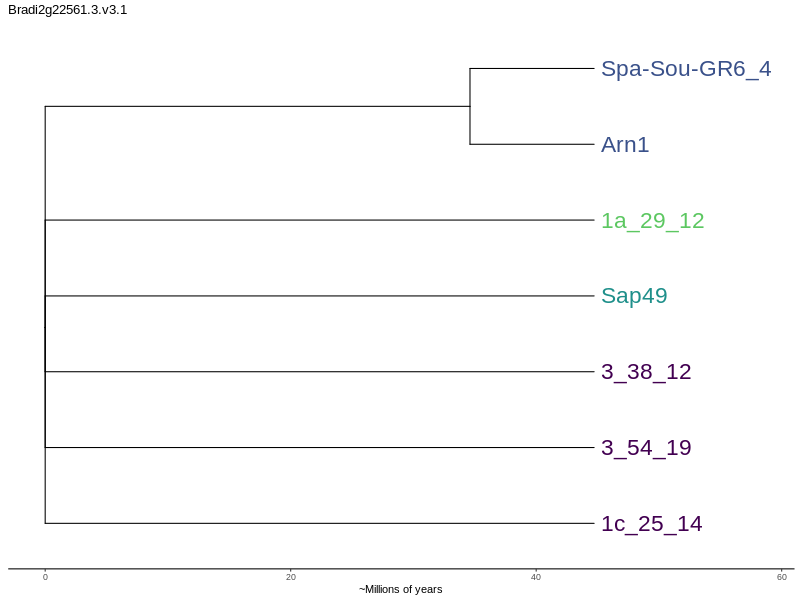 Bradi2g22561.3.v3.1
Spa-Sou-GR6_4
Arn1
1a_29_12
Sap49
3_38_12
3_54_19
1c_25_14
0 20 40 60
~Millions of years